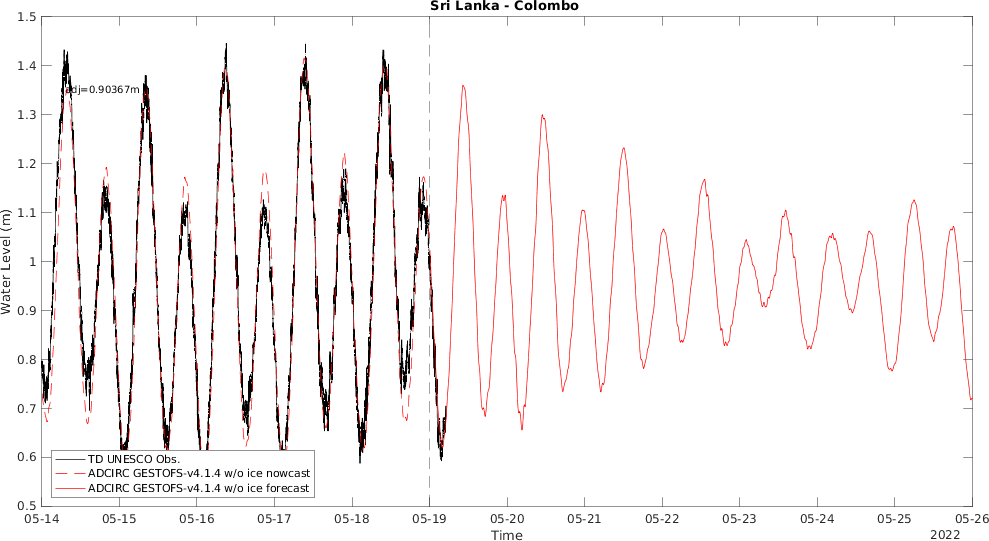 Sri Lanka - Colombo
1.5
1.4
1.3
1.2
1.1
1
0.9
0.8
0.7
0.6
0.5
Water Level (m)
adj=0.90367m
TD UNESCO Obs.
ADCIRC GESTOFS-v4.1.4 w/o ice nowcast
ADCIRC GESTOFS-v4.1.4 w/o ice forecast
05-14 05-15 05-16 05-17 05-18 05-19 05-20 05-21 05-22 05-23 05-24 05-25 05-26
Time
2022